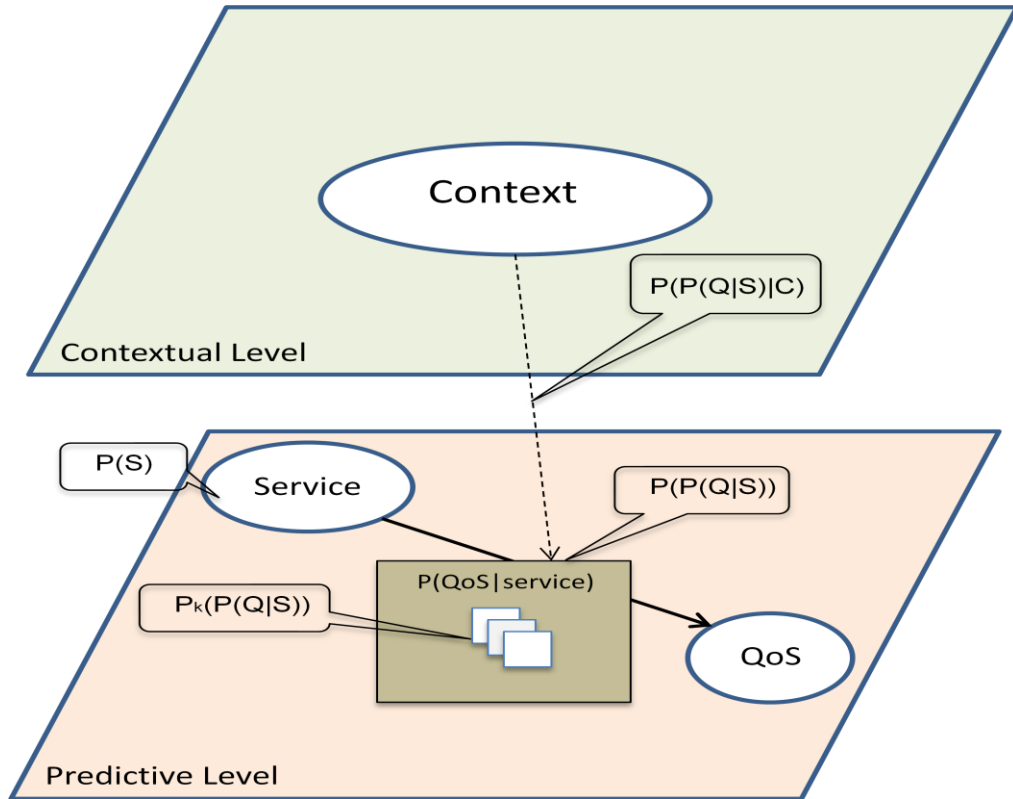 Context
P(P(Q|S)|C)
Contextual Level
P(S)
Service
P(P(Q|S))
P(QoS|service)
Pₖ(P(Q|S))
QoS
Predictive Level